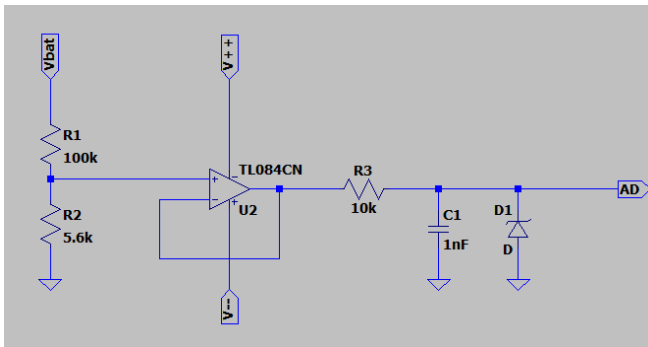 Vbat
V++
R1
100k
TL084CN
+
-
-
+
U2
R2
5.6k
R3
10k
C1
1nF
D1
D
AD
V--